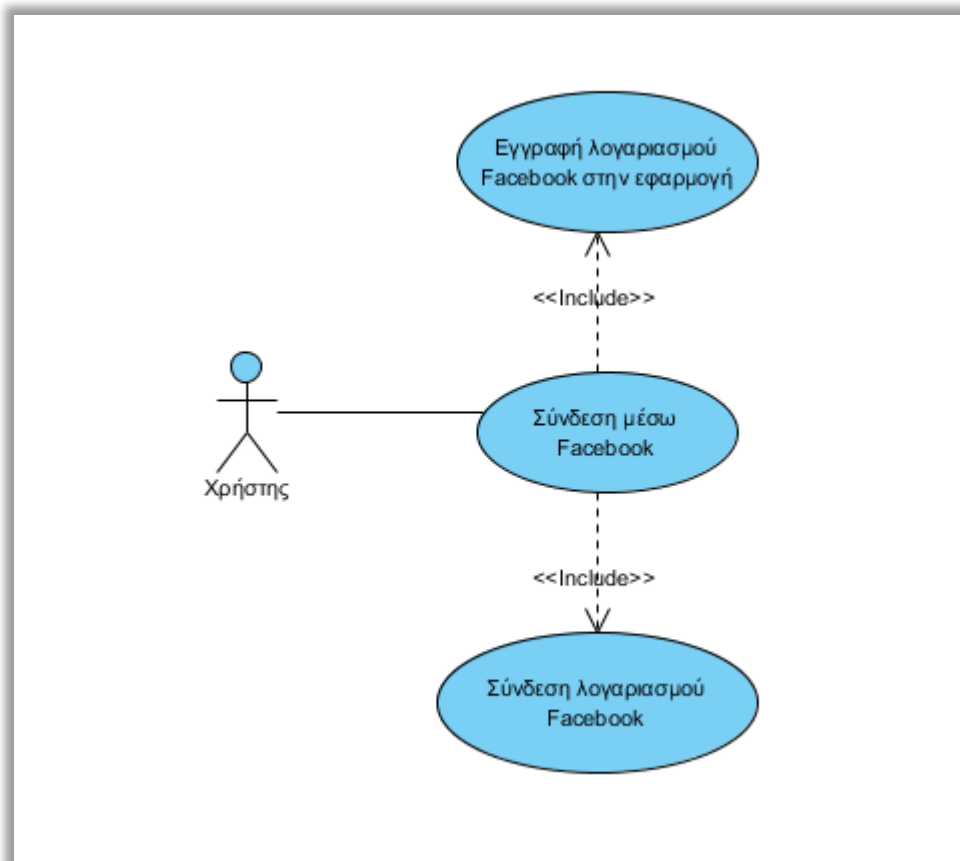 Εγγραφή λογαριασμού
Facebook στην εφαρμογή
<<Include>>
Σύνδεση μέσω
Facebook
Χρήστης
<<Include>>
Σύνδεση λογαριασμού
Facebook